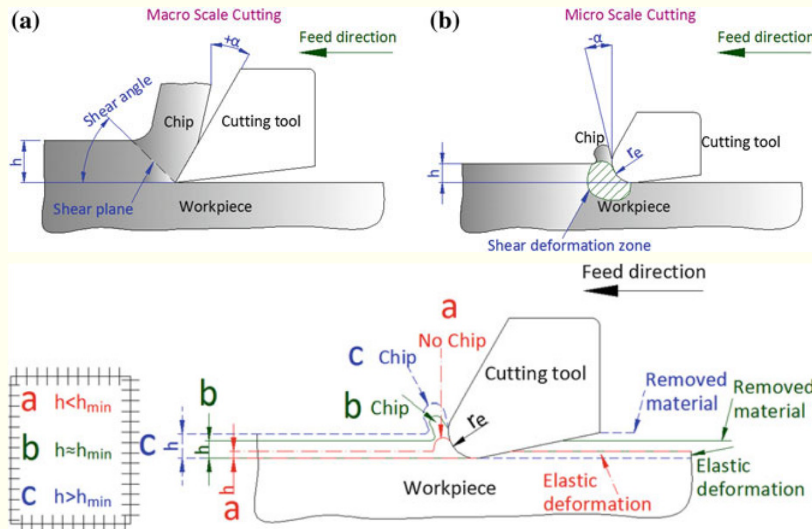 (a)
Macro Scale Cutting
+α
Feed direction
Shear angle
Chip
Cutting tool
h
Shear plane
Workpiece
(b)
Micro Scale Cutting
-α
Feed direction
Chip
Cutting tool
re
h
Workpiece
Shear deformation zone
Feed direction
a
No Chip
c Chip
Cutting tool
b
b Chip
re
Removed
material
Removed
material
a h<hmin
b h≈hmin
c h>hmin
c
h
h
h
a
Elastic
deformation
Elastic
deformation
Workpiece